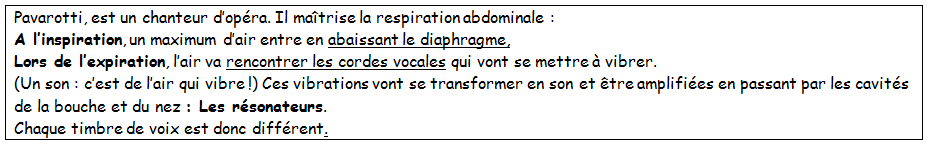 Pavarotti, est un chanteur d’opéra. Il maîtrise la respiration abdominale :
A l’inspiration, un maximum d’air entre en abaissant le diaphragme,
Lors de l’expiration, l’air va rencontrer les cordes vocales qui vont se mettre à vibrer.
(Un son : c’est de l’air qui vibre !) Ces vibrations vont se transformer en son et être amplifiées en passant par les cavités
de la bouche et du nez : Les résonateurs.
Chaque timbre de voix est donc différent.